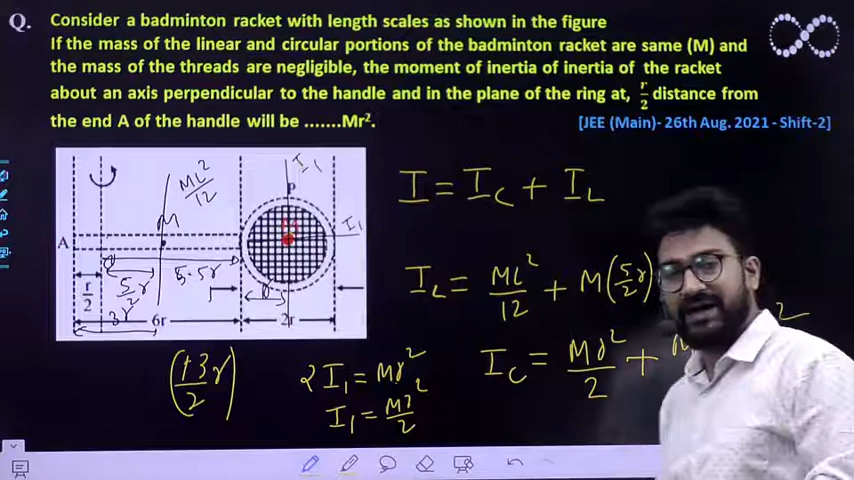 Q. Consider a badminton racket with length scales as shown in the figure
If the mass of the linear and circular portions of the badminton racket are same (M) and
the mass of the threads are negligible, the moment of inertia of inertia of the racket
about an axis perpendicular to the handle and in the plane of the ring at, r/2 distance from
the end A of the handle will be .......Mr².
[JEE (Main)- 26th Aug. 2021 - Shift-2]
ML²/12
I₁
P
M
I₁
A
5/2 r
5.5r
r/2
3r
r
6r
2r
I = I_C + I_L
I_L = ML²/12 + M(5/2 r)
I_C = Mr²/2 +
(13/2 r)
2I₁ = Mr²
I₁ = Mr²/2